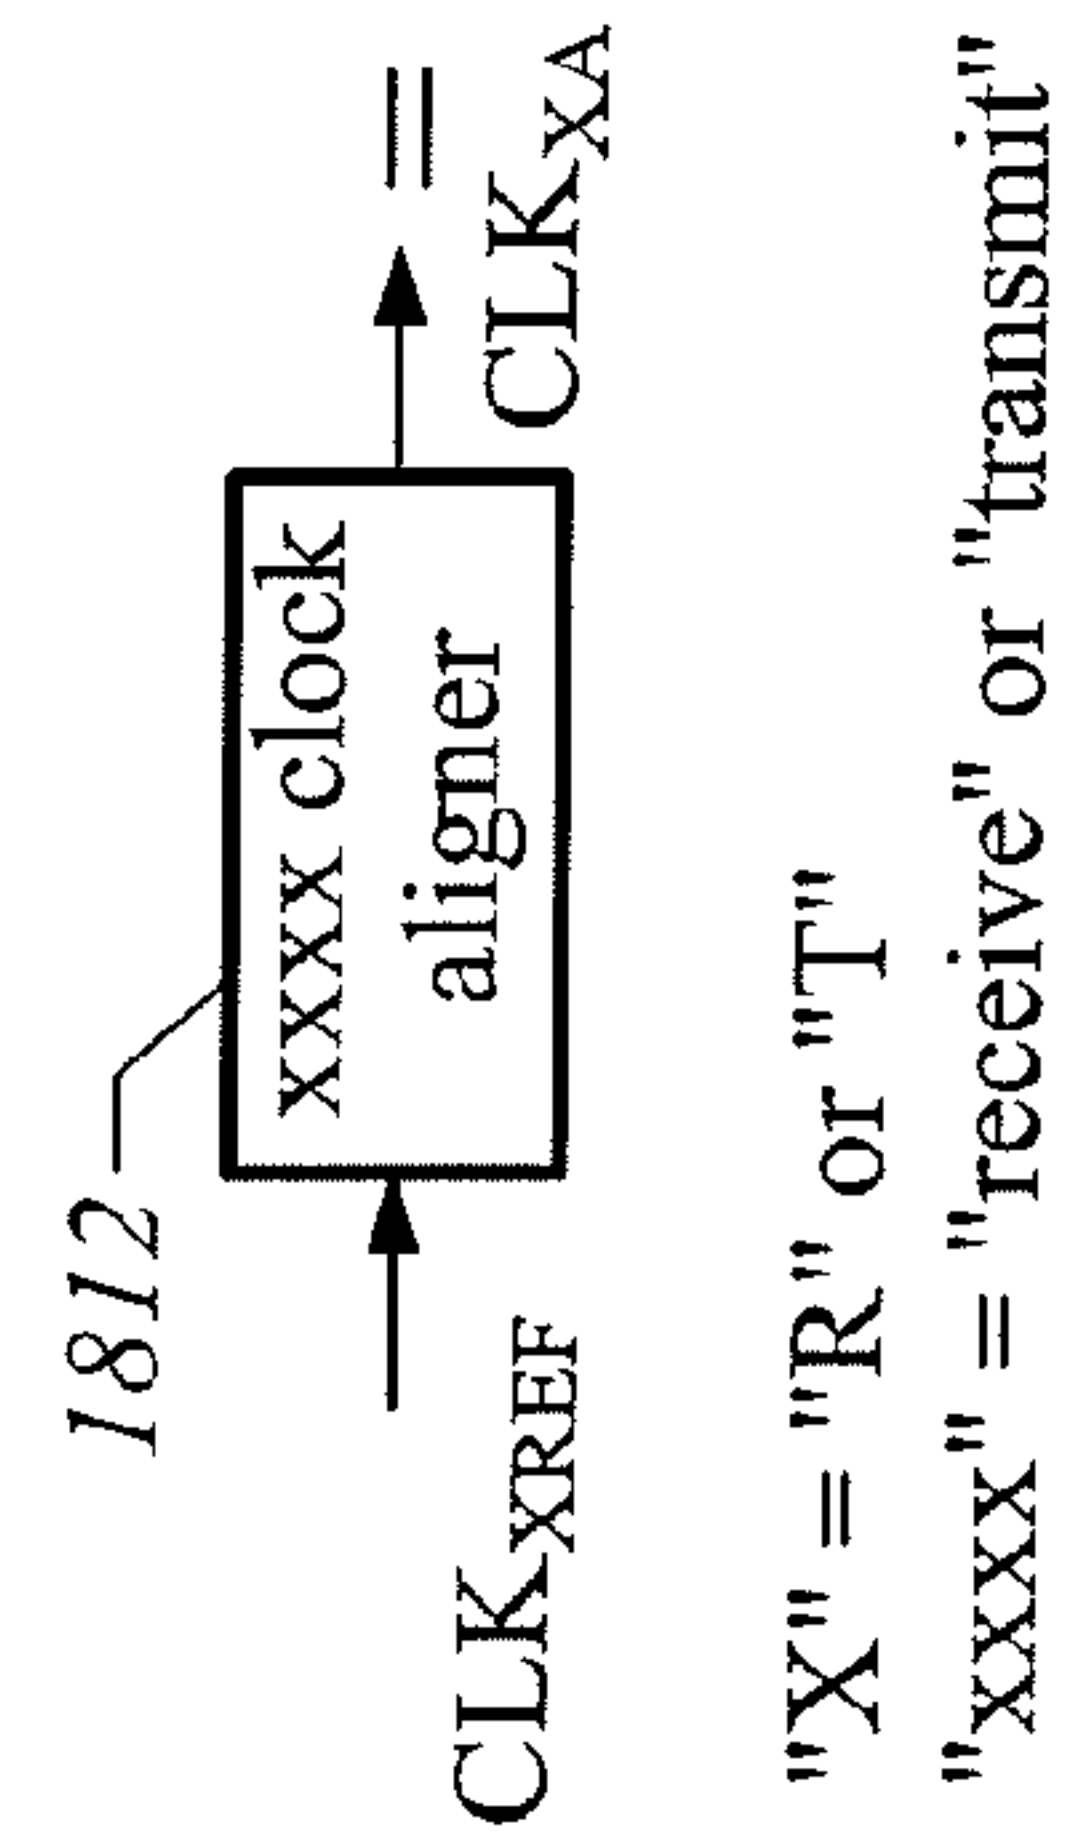 1812
xxxx clock
aligner
=
CLK_XREF
CLK_XA
"X" = "R" or "T"
"xxxx" = "receive" or "transmit"